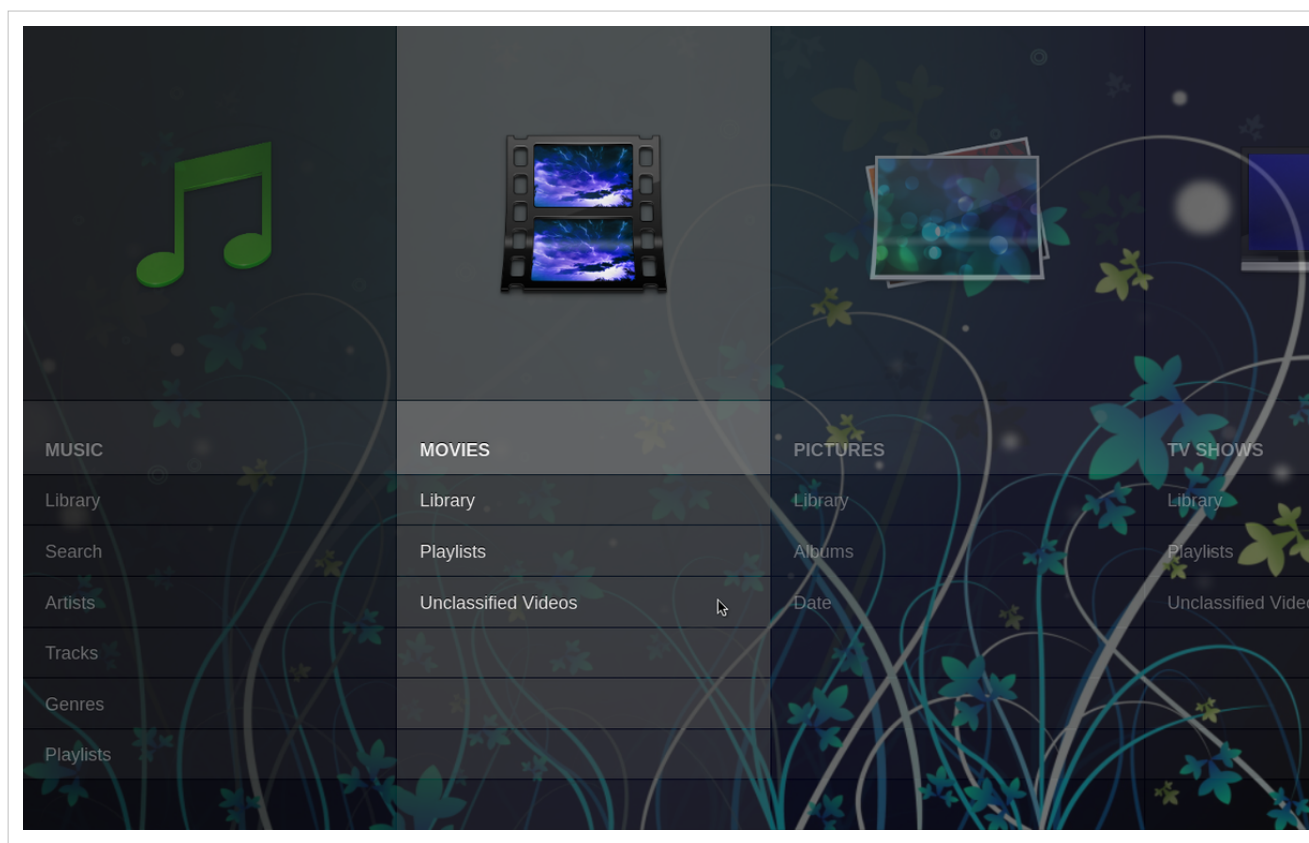 MUSIC
Library
Search
Artists
Tracks
Genres
Playlists
MOVIES
Library
Playlists
Unclassified Videos
PICTURES
Library
Albums
Date
TV SHOWS
Library
Playlists
Unclassified